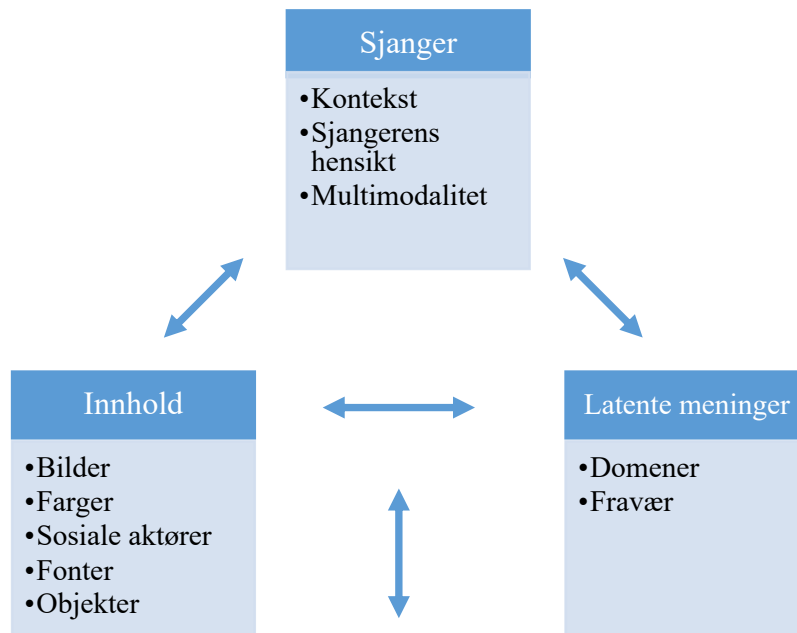 Sjanger
•Kontekst
•Sjangerens
hensikt
•Multimodalitet
Innhold
•Bilder
•Farger
•Sosiale aktører
•Fonter
•Objekter
Latente meninger
•Domener
•Fravær